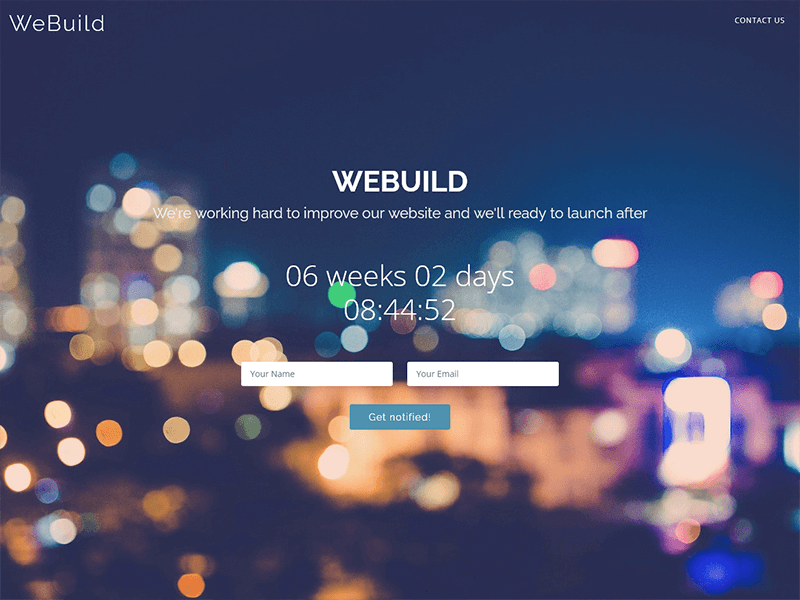 WeBuild
CONTACT US
WEBUILD
We're working hard to improve our website and we'll ready to launch after
06 weeks 02 days
08:44:52
Your Name
Your Email
Get notified!